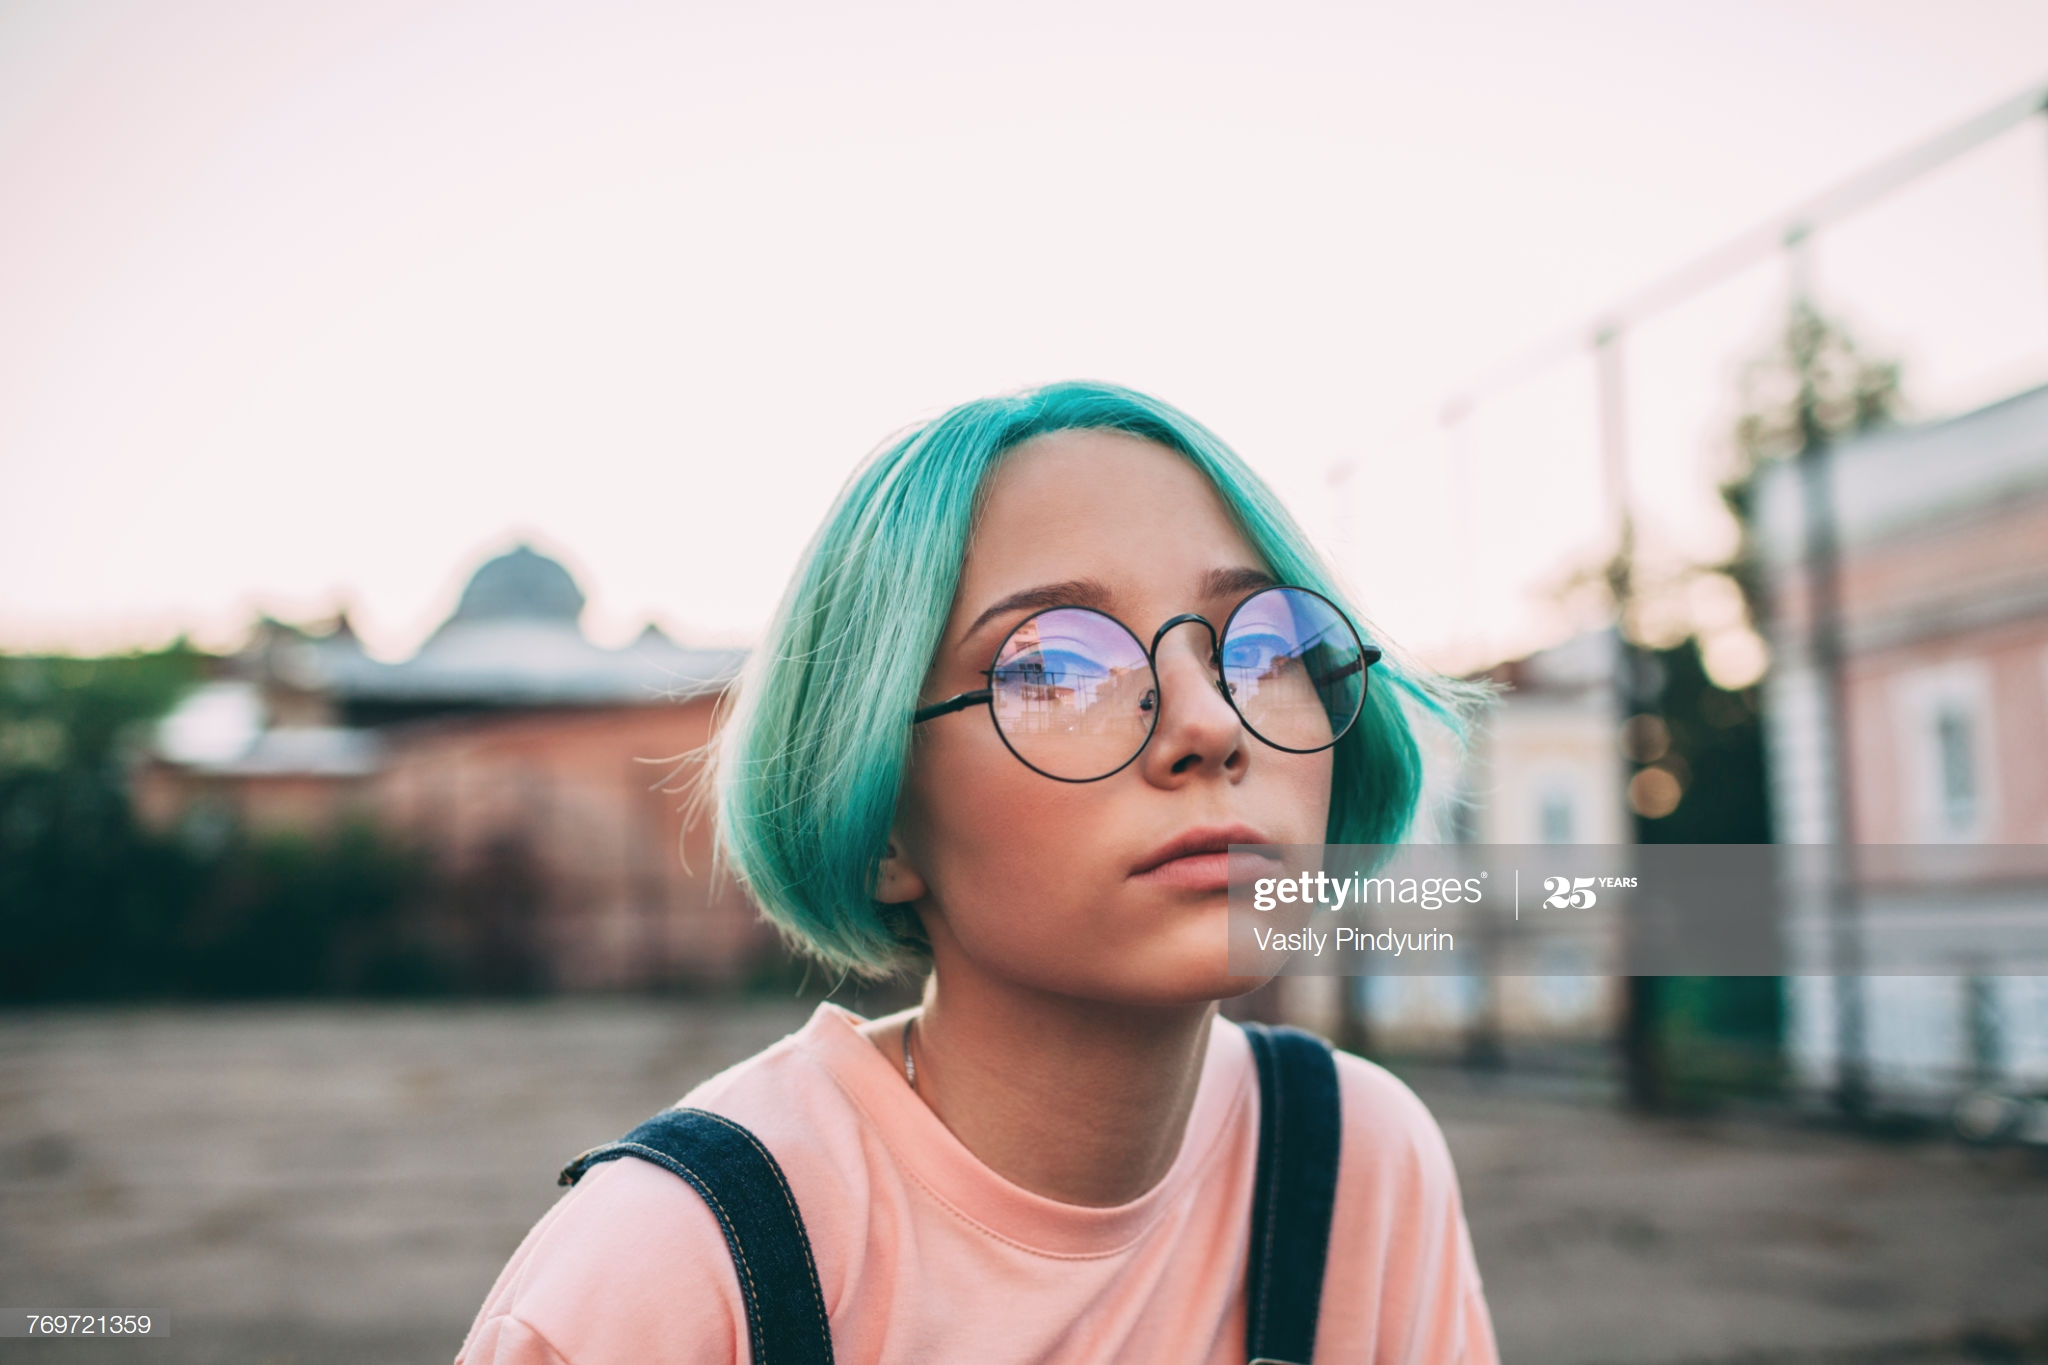 gettyimages® | 25 YEARS
Vasily Pindyurin
769721359